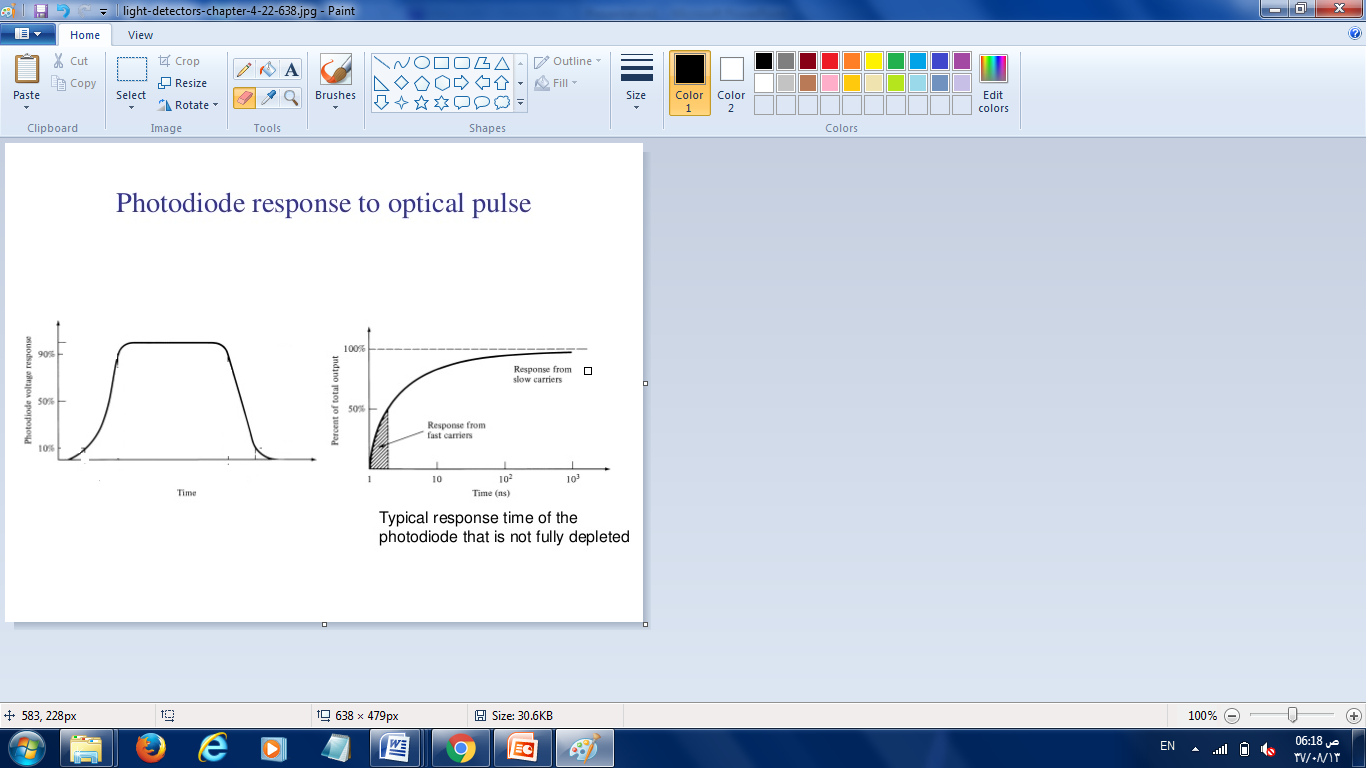 light-detectors-chapter-4-22-638.jpg - Paint
Home
View
Paste
Cut
Copy
Clipboard
Select
Crop
Resize
Rotate
Image
Tools
Brushes
Shapes
Outline
Fill
Size
Color
1
Color
2
Edit
colors
Colors
Photodiode response to optical pulse
Photodiode voltage response
90%
50%
10%
Time
Percent of total output
100%
50%
Response from
slow carriers
Response from
fast carriers
1
10
10²
10³
Time (ns)
Typical response time of the
photodiode that is not fully depleted
583, 228px
638 × 479px
Size: 30.6KB
100%
EN
06:18 ص
٣٧/٠٨/١٣